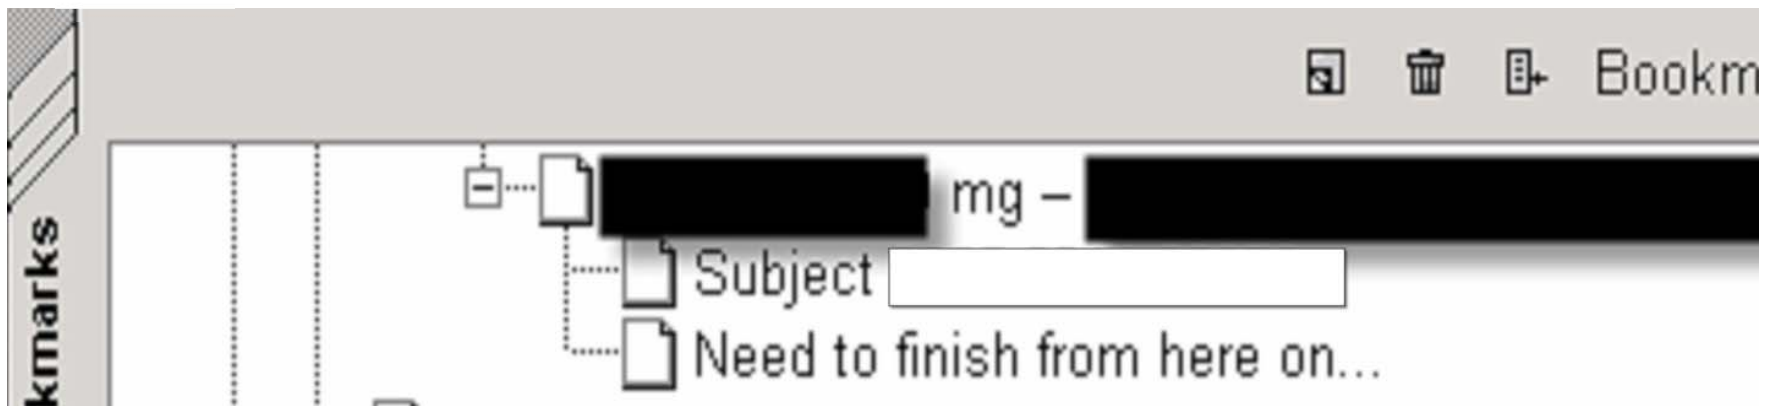 Bookm
mg –
Subject
Need to finish from here on...
kmarks